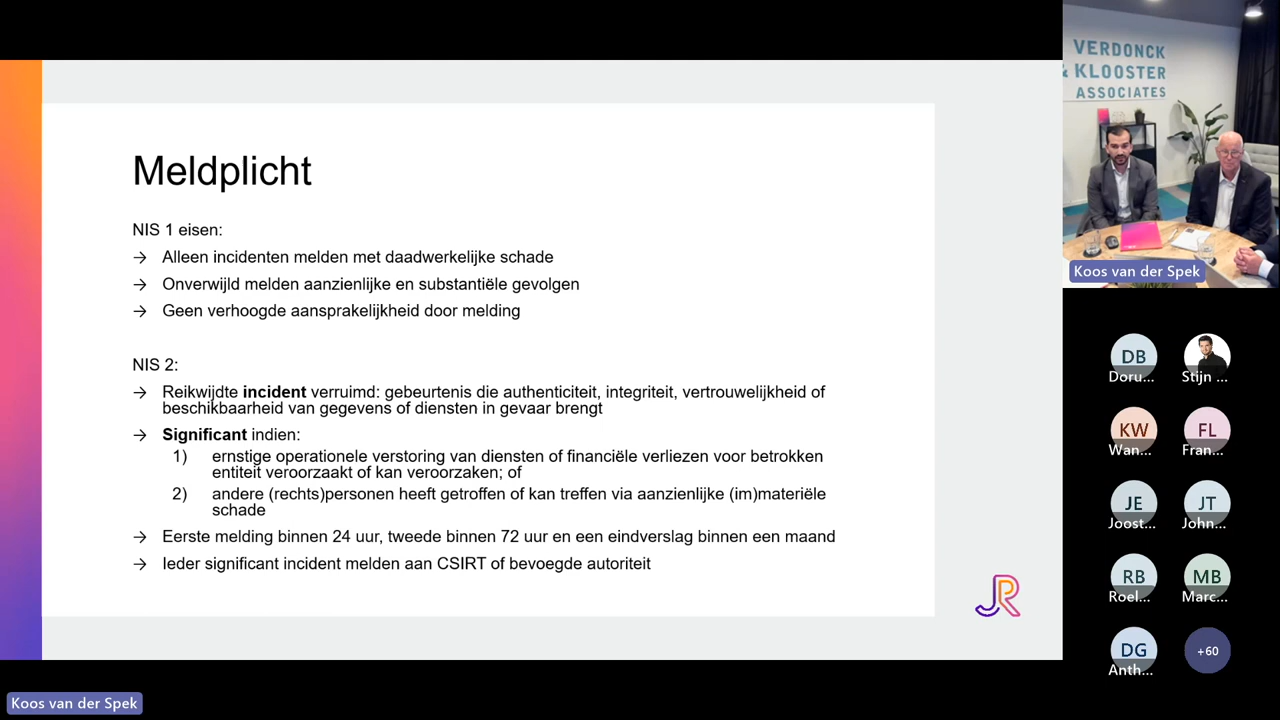 Meldplicht
NIS 1 eisen:
→ Alleen incidenten melden met daadwerkelijke schade
→ Onverwijld melden aanzienlijke en substantiële gevolgen
→ Geen verhoogde aansprakelijkheid door melding
NIS 2:
→ Reikwijdte incident verruimd: gebeurtenis die authenticiteit, integriteit, vertrouwelijkheid of
beschikbaarheid van gegevens of diensten in gevaar brengt
→ Significant indien:
1) ernstige operationele verstoring van diensten of financiële verliezen voor betrokken
entiteit veroorzaakt of kan veroorzaken; of
2) andere (rechts)personen heeft getroffen of kan treffen via aanzienlijke (im)materiële
schade
→ Eerste melding binnen 24 uur, tweede binnen 72 uur en een eindverslag binnen een maand
→ Ieder significant incident melden aan CSIRT of bevoegde autoriteit
JR
Koos van der Spek
VERDONCK
& KLOOSTER
ASSOCIATES
Koos van der Spek
DB
Doru...
Stijn ...
KW
Wan...
FL
Fran...
JE
Joost...
JT
John...
RB
Roel...
MB
Marc...
DG
Anth...
+60